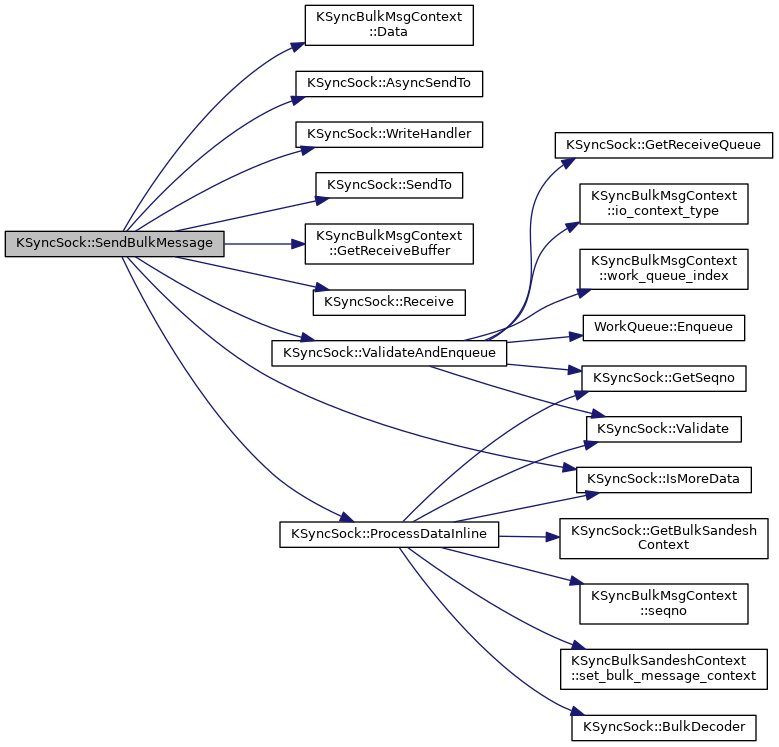 KSyncSock::SendBulkMessage
KSyncBulkMsgContext
::Data
KSyncSock::AsyncSendTo
KSyncSock::WriteHandler
KSyncSock::SendTo
KSyncBulkMsgContext
::GetReceiveBuffer
KSyncSock::Receive
KSyncSock::ValidateAndEnqueue
KSyncSock::ProcessDataInline
KSyncSock::GetReceiveQueue
KSyncBulkMsgContext
::io_context_type
KSyncBulkMsgContext
::work_queue_index
WorkQueue::Enqueue
KSyncSock::GetSeqno
KSyncSock::Validate
KSyncSock::IsMoreData
KSyncSock::GetBulkSandesh
Context
KSyncBulkMsgContext
::seqno
KSyncBulkSandeshContext
::set_bulk_message_context
KSyncSock::BulkDecoder